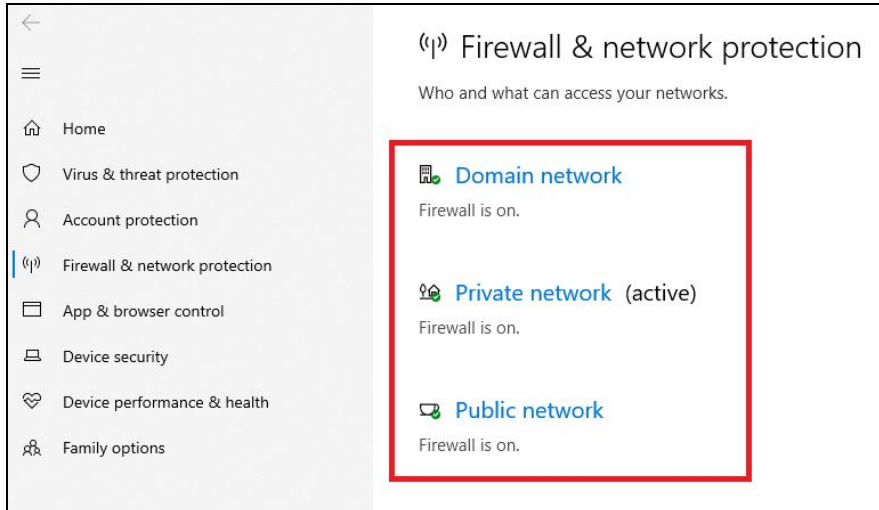 Home
Virus & threat protection
Account protection
Firewall & network protection
App & browser control
Device security
Device performance & health
Family options
Firewall & network protection
Who and what can access your networks.
Domain network
Firewall is on.
Private network (active)
Firewall is on.
Public network
Firewall is on.